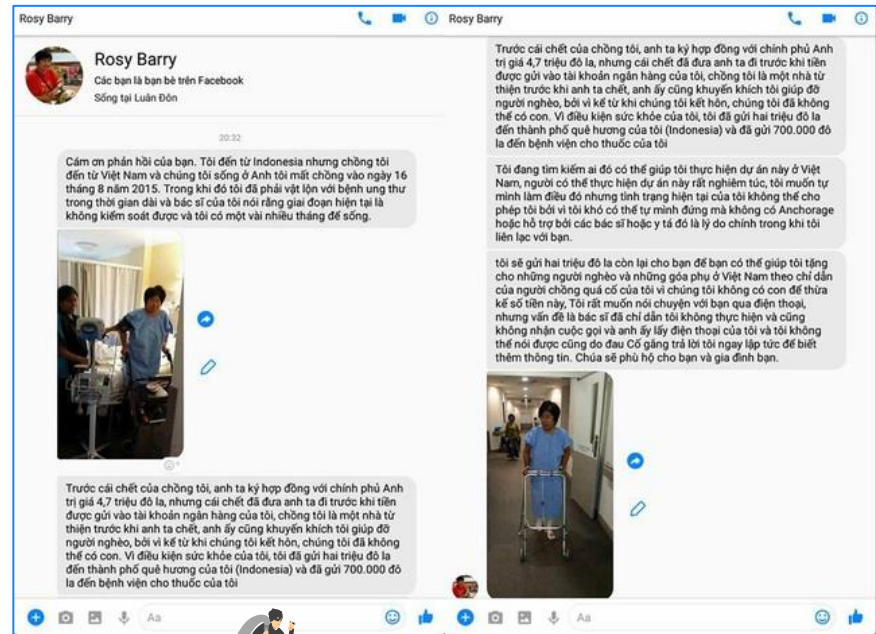 Rosy Barry
Rosy Barry
Các bạn là bạn bè trên Facebook
Sống tại Luân Đôn
20:32
Cám ơn phản hồi của bạn. Tôi đến từ Indonesia nhưng chồng tôi
đến từ Việt Nam và chúng tôi sống ở Anh tôi mất chồng vào ngày 16
tháng 8 năm 2015. Trong khi đó tôi đã phải vật lộn với bệnh ung thư
trong thời gian dài và bác sĩ của tôi nói rằng giai đoạn hiện tại là
không kiểm soát được và tôi có một vài nhiều tháng để sống.
Trước cái chết của chồng tôi, anh ta ký hợp đồng với chính phủ Anh
trị giá 4,7 triệu đô la, nhưng cái chết đã đưa anh ta đi trước khi tiền
được gửi vào tài khoản ngân hàng của tôi, chồng tôi là một nhà từ
thiện trước khi anh ta chết, anh ấy cũng khuyến khích tôi giúp đỡ
người nghèo, bởi vì kể từ khi chúng tôi kết hôn, chúng tôi đã không
thể có con. Vì điều kiện sức khỏe của tôi, tôi đã gửi hai triệu đô la
đến thành phố quê hương của tôi (Indonesia) và đã gửi 700.000 đô
la đến bệnh viện cho thuốc của tôi
Aa
Rosy Barry
Trước cái chết của chồng tôi, anh ta ký hợp đồng với chính phủ Anh
trị giá 4,7 triệu đô la, nhưng cái chết đã đưa anh ta đi trước khi tiền
được gửi vào tài khoản ngân hàng của tôi, chồng tôi là một nhà từ
thiện trước khi anh ta chết, anh ấy cũng khuyến khích tôi giúp đỡ
người nghèo, bởi vì kể từ khi chúng tôi kết hôn, chúng tôi đã không
thể có con. Vì điều kiện sức khỏe của tôi, tôi đã gửi hai triệu đô la
đến thành phố quê hương của tôi (Indonesia) và đã gửi 700.000 đô
la đến bệnh viện cho thuốc của tôi
Tôi đang tìm kiếm ai đó có thể giúp tôi thực hiện dự án này ở Việt
Nam, người có thể thực hiện dự án này rất nghiêm túc, tôi muốn tự
mình làm điều đó nhưng tình trạng hiện tại của tôi không thể cho
phép tôi bởi vì tôi khó có thể tự mình đứng mà không có Anchorage
hoặc hỗ trợ bởi các bác sĩ hoặc y tá đó là lý do chính trong khi tôi
liên lạc với bạn.
tôi sẽ gửi hai triệu đô la còn lại cho bạn để bạn có thể giúp tôi tặng
cho những người nghèo và những góa phụ ở Việt Nam theo chỉ dẫn
của người chồng quá cố của tôi vì chúng tôi không có con để thừa
kế số tiền này, Tôi rất muốn nói chuyện với bạn qua điện thoại,
nhưng vấn đề là bác sĩ đã chỉ dẫn tôi không thực hiện và cũng
không nhận cuộc gọi và anh ấy lấy điện thoại của tôi và tôi không
thể nói được cũng do đau Cố gắng trả lời tôi ngay lập tức để biết
thêm thông tin. Chúa sẽ phù hộ cho bạn và gia đình bạn.
Aa